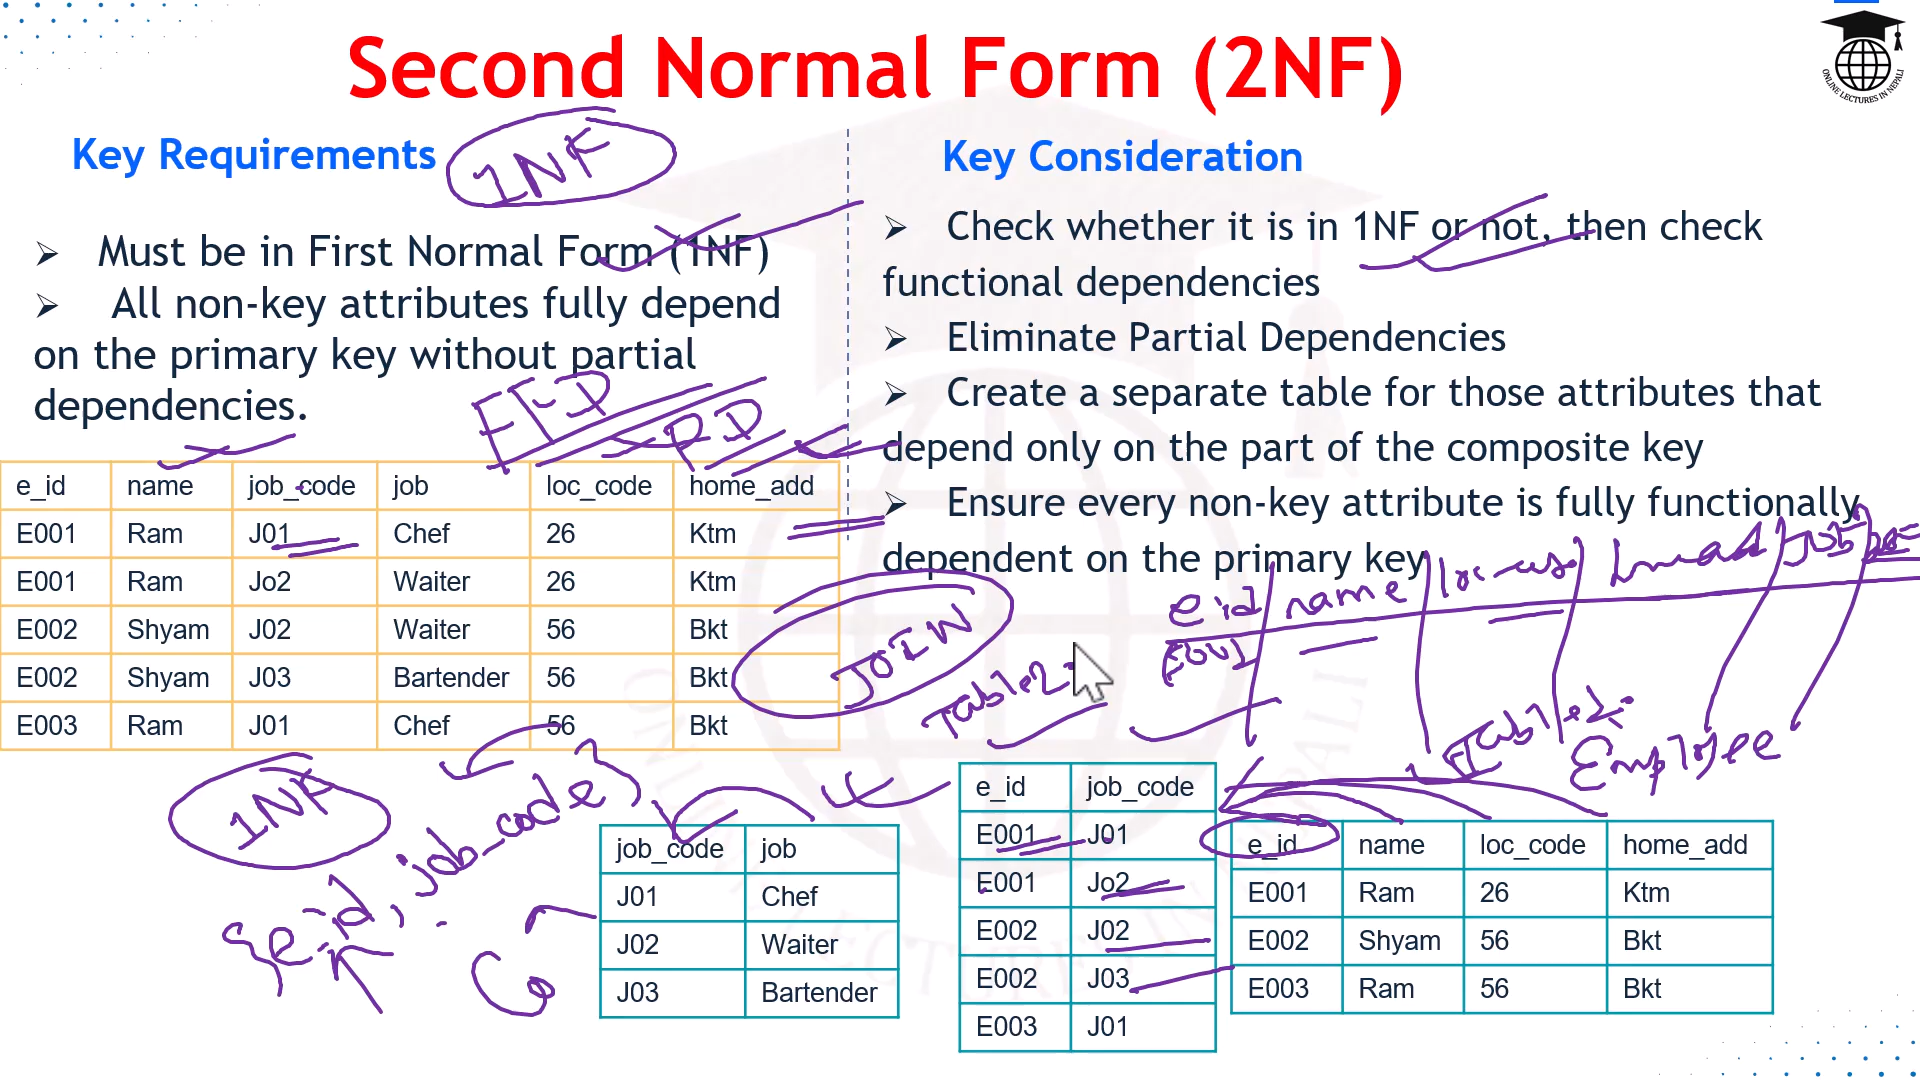 Second Normal Form (2NF)
ONLINE LECTURES IN NEPALI
Key Requirements
1NF
➢ Must be in First Normal Form (1NF)
➢ All non-key attributes fully depend
on the primary key without partial
dependencies.
FFD
PD
Key Consideration
➢ Check whether it is in 1NF or not, then check
functional dependencies
➢ Eliminate Partial Dependencies
➢ Create a separate table for those attributes that
depend only on the part of the composite key
➢ Ensure every non-key attribute is fully functionally
dependent on the primary key
e_id name job_code job loc_code home_add
E001 Ram J01 Chef 26 Ktm
E001 Ram Jo2 Waiter 26 Ktm
E002 Shyam J02 Waiter 56 Bkt
E002 Shyam J03 Bartender 56 Bkt
E003 Ram J01 Chef 56 Bkt
eid name
E001
JOIN
Table2:
Employee
1NF
{e_id, job_code}
job_code job
J01 Chef
J02 Waiter
J03 Bartender
e_id job_code
E001 J01
E001 Jo2
E002 J02
E002 J03
E003 J01
e_id name loc_code home_add
E001 Ram 26 Ktm
E002 Shyam 56 Bkt
E003 Ram 56 Bkt